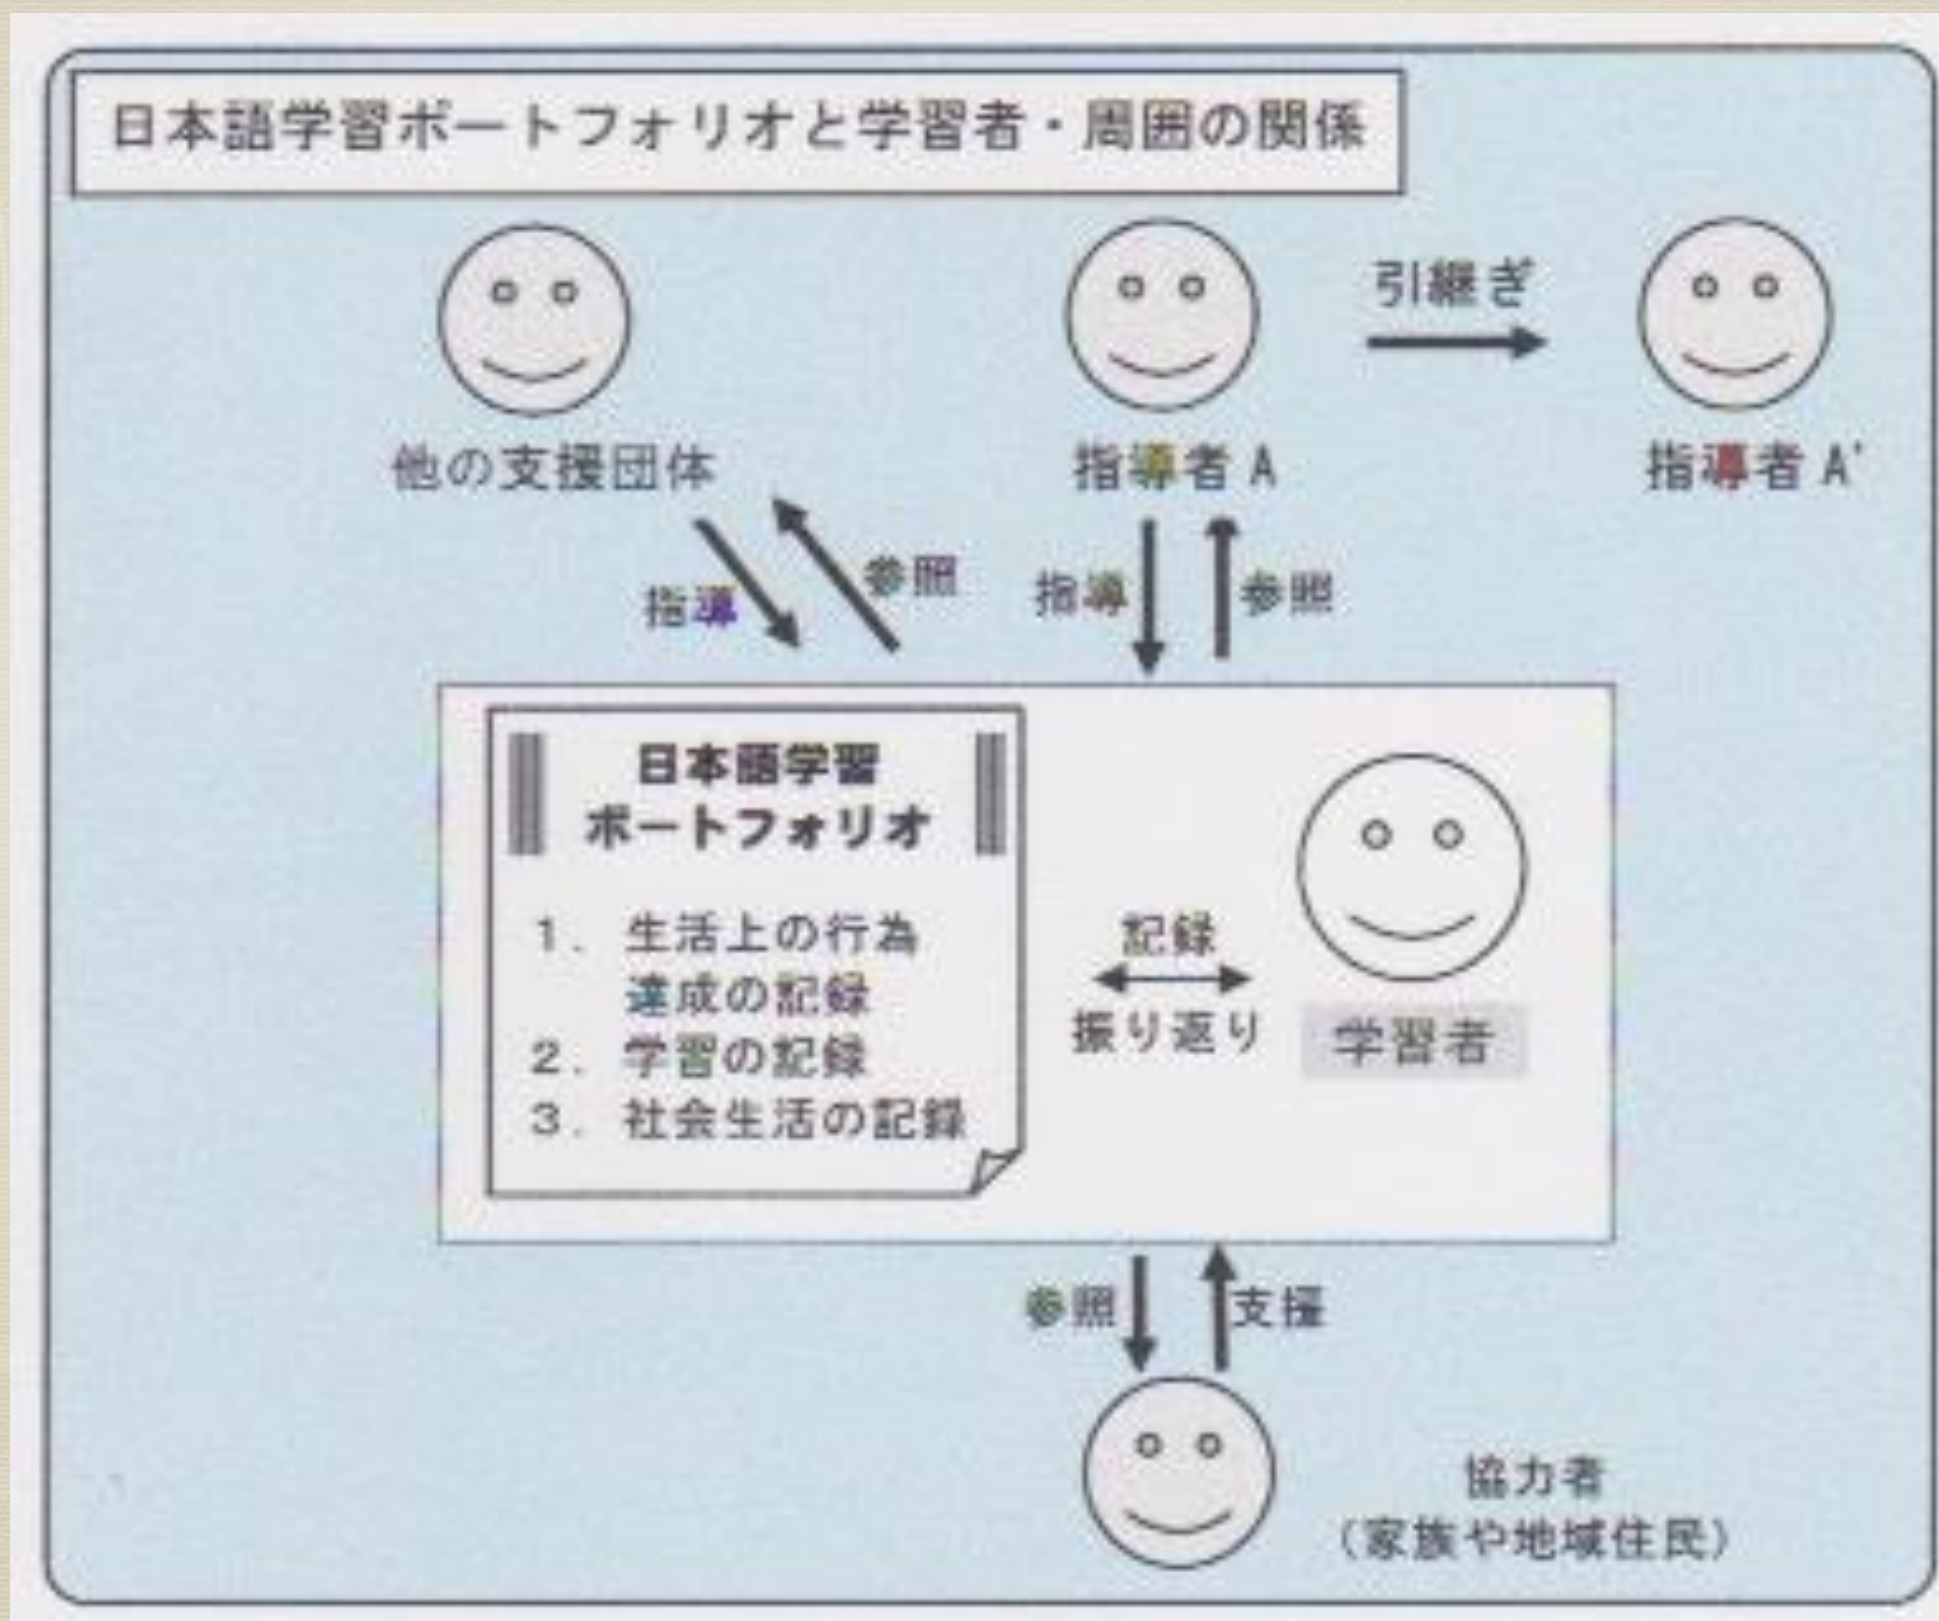 日本語学習ポートフォリオと学習者・周囲の関係
引継ぎ
他の支援団体
指導者 A
指導者 A'
指導
参照
指導
参照
日本語学習
ポートフォリオ
1. 生活上の行為
達成の記録
2. 学習の記録
3. 社会生活の記録
記録
振り返り
学習者
参照
支援
協力者
(家族や地域住民)